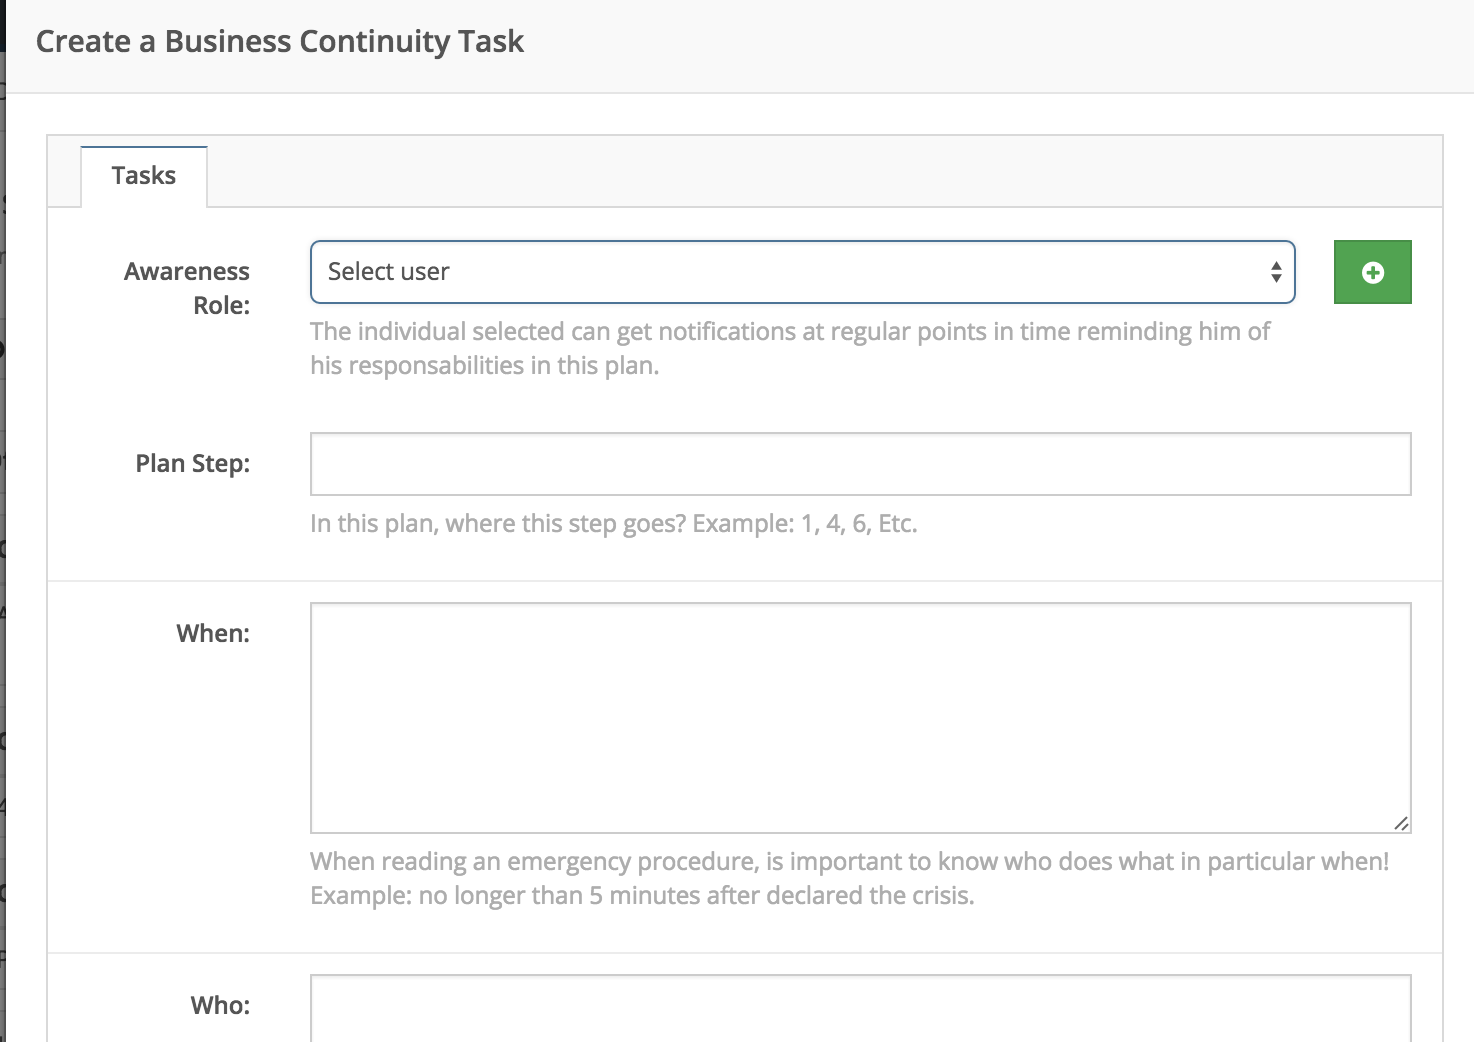 Create a Business Continuity Task
Tasks
Awareness
Role:
Select user
The individual selected can get notifications at regular points in time reminding him of
his responsabilities in this plan.
Plan Step:
In this plan, where this step goes? Example: 1, 4, 6, Etc.
When:
When reading an emergency procedure, is important to know who does what in particular when!
Example: no longer than 5 minutes after declared the crisis.
Who: